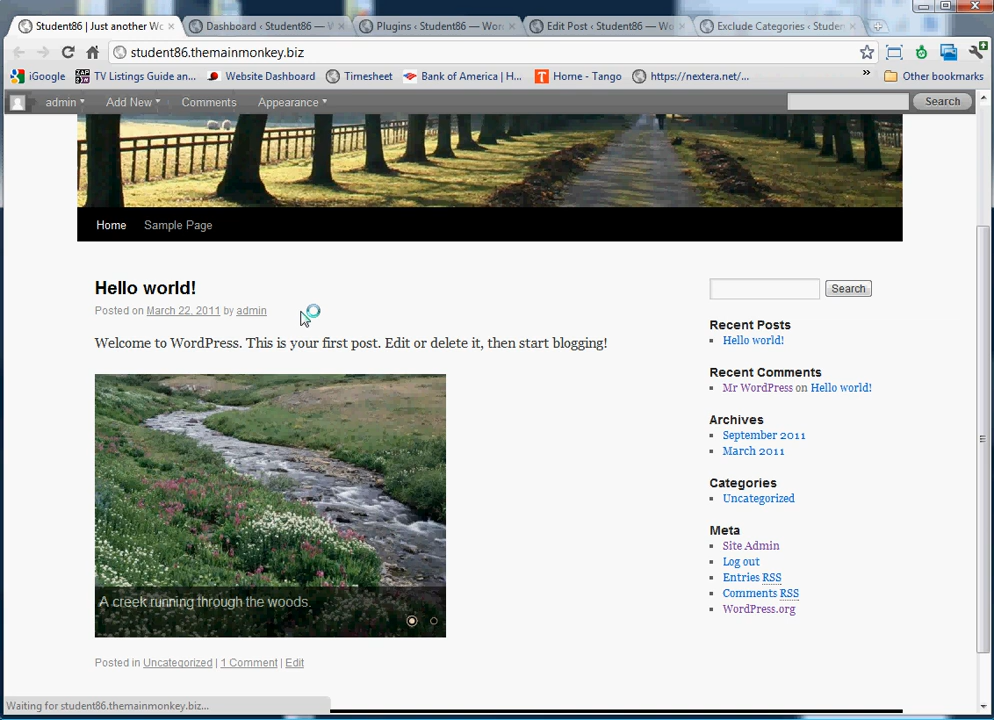 Student86 | Just another Wo
Dashboard ‹ Student86 — W
Plugins ‹ Student86 — Wor
Edit Post ‹ Student86 — Wo
Exclude Categories ‹ Studen
student86.themainmonkey.biz
iGoogle
TV Listings Guide an...
Website Dashboard
Timesheet
Bank of America | H...
Home - Tango
https://nextera.net/...
»
Other bookmarks
admin
Add New
Comments
Appearance
Search
Home
Sample Page
Hello world!
Posted on March 22, 2011 by admin
Welcome to WordPress. This is your first post. Edit or delete it, then start blogging!
A creek running through the woods.
Posted in Uncategorized | 1 Comment | Edit
Search
Recent Posts
Hello world!
Recent Comments
Mr WordPress on Hello world!
Archives
September 2011
March 2011
Categories
Uncategorized
Meta
Site Admin
Log out
Entries RSS
Comments RSS
WordPress.org
Waiting for student86.themainmonkey.biz...